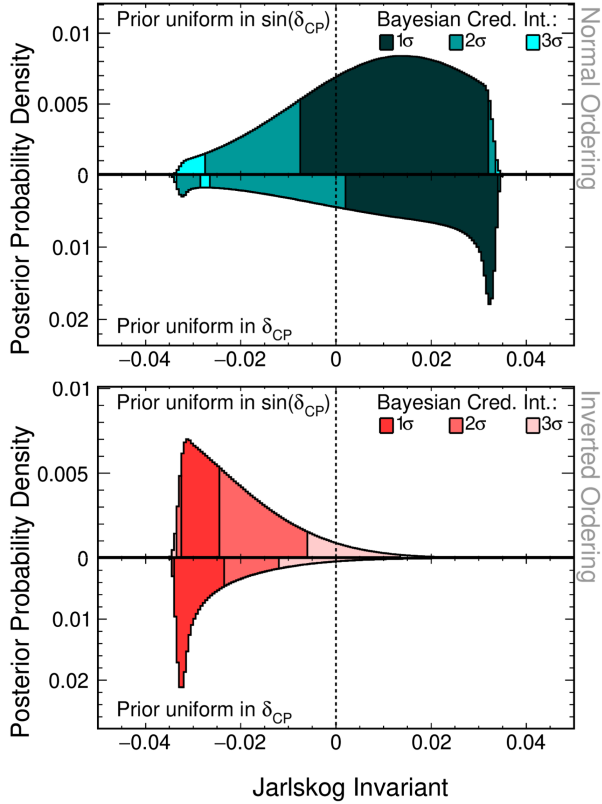 Prior uniform in sin(δCP)
Bayesian Cred. Int.:
1σ 2σ 3σ
0.01
0.005
0
0.01
0.02
Prior uniform in δCP
−0.04 −0.02 0 0.02 0.04
Posterior Probability Density
Normal Ordering
Prior uniform in sin(δCP)
Bayesian Cred. Int.:
1σ 2σ 3σ
0.01
0.005
0
0.01
0.02
Prior uniform in δCP
−0.04 −0.02 0 0.02 0.04
Posterior Probability Density
Inverted Ordering
Jarlskog Invariant